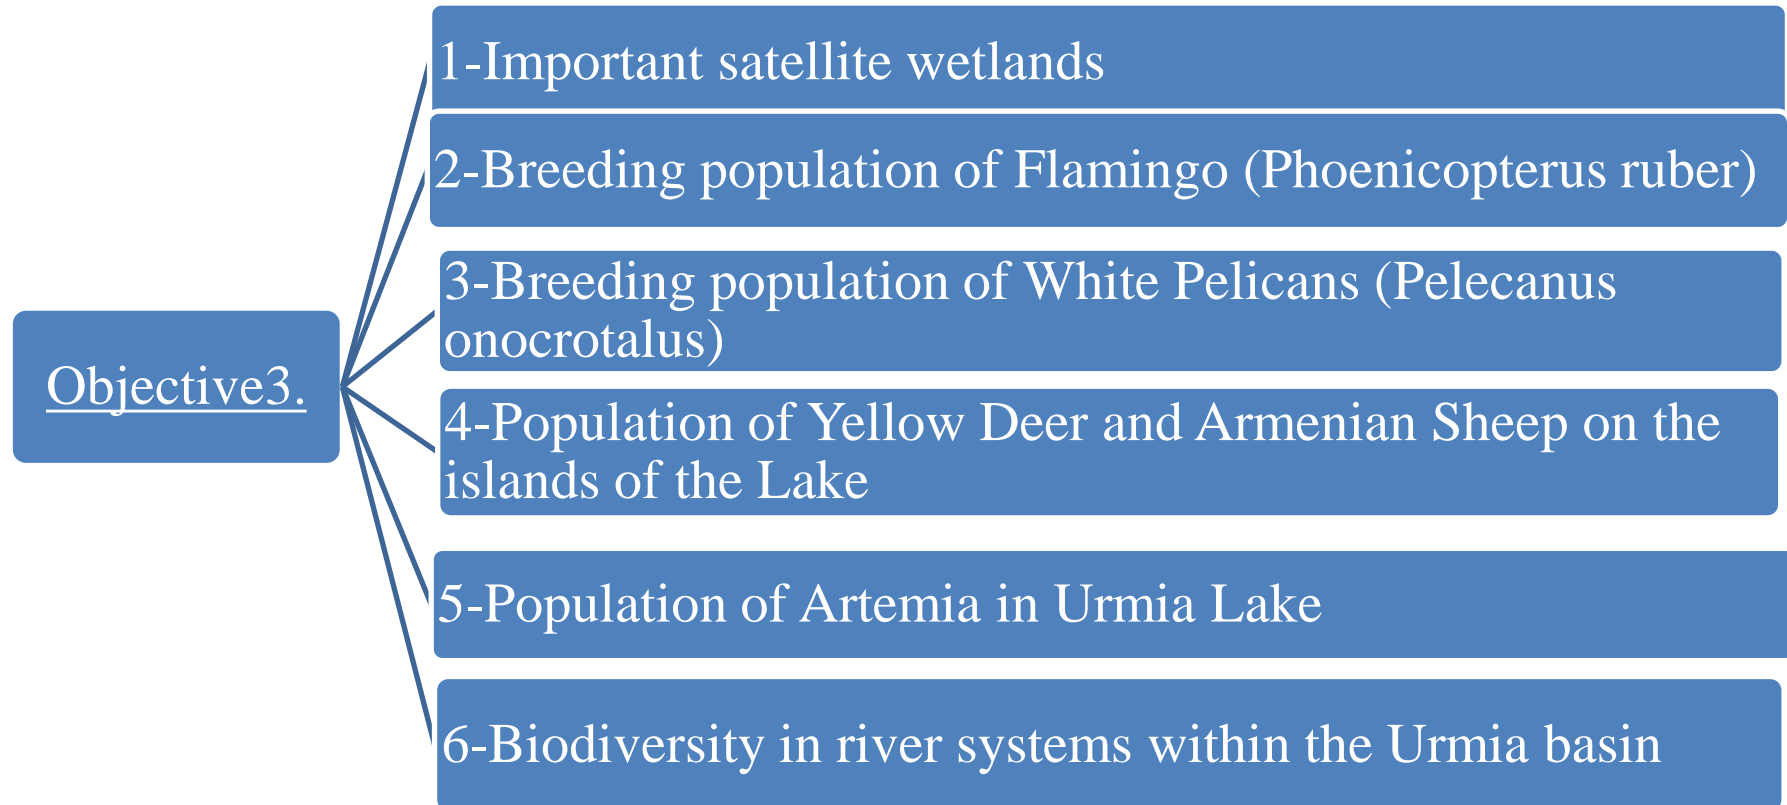 Objective3.
1-Important satellite wetlands
2-Breeding population of Flamingo (Phoenicopterus ruber)
3-Breeding population of White Pelicans (Pelecanus
onocrotalus)
4-Population of Yellow Deer and Armenian Sheep on the
islands of the Lake
5-Population of Artemia in Urmia Lake
6-Biodiversity in river systems within the Urmia basin